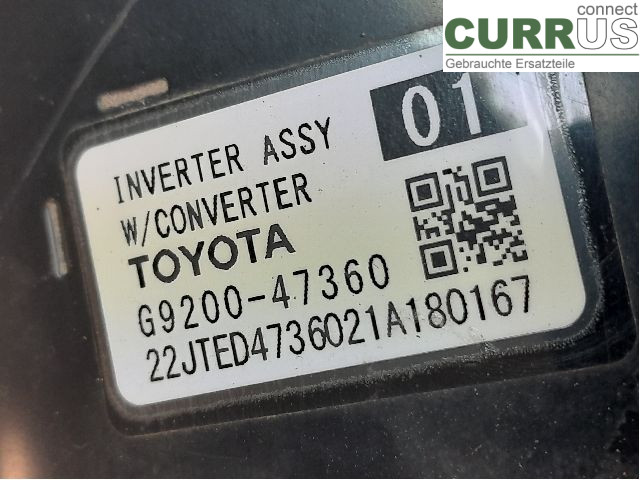 connect
CURRUS
Gebrauchte Ersatzteile
01
INVERTER ASSY
W/CONVERTER
TOYOTA
G9200-47360
22JTED4736021A180167